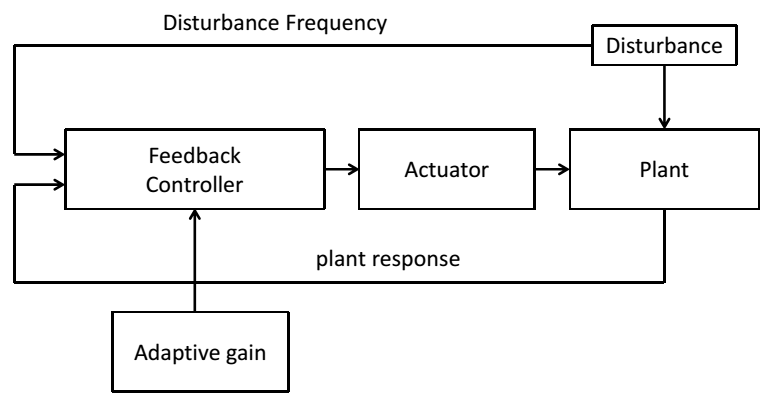 Disturbance Frequency
Disturbance
Feedback
Controller
Actuator
Plant
plant response
Adaptive gain